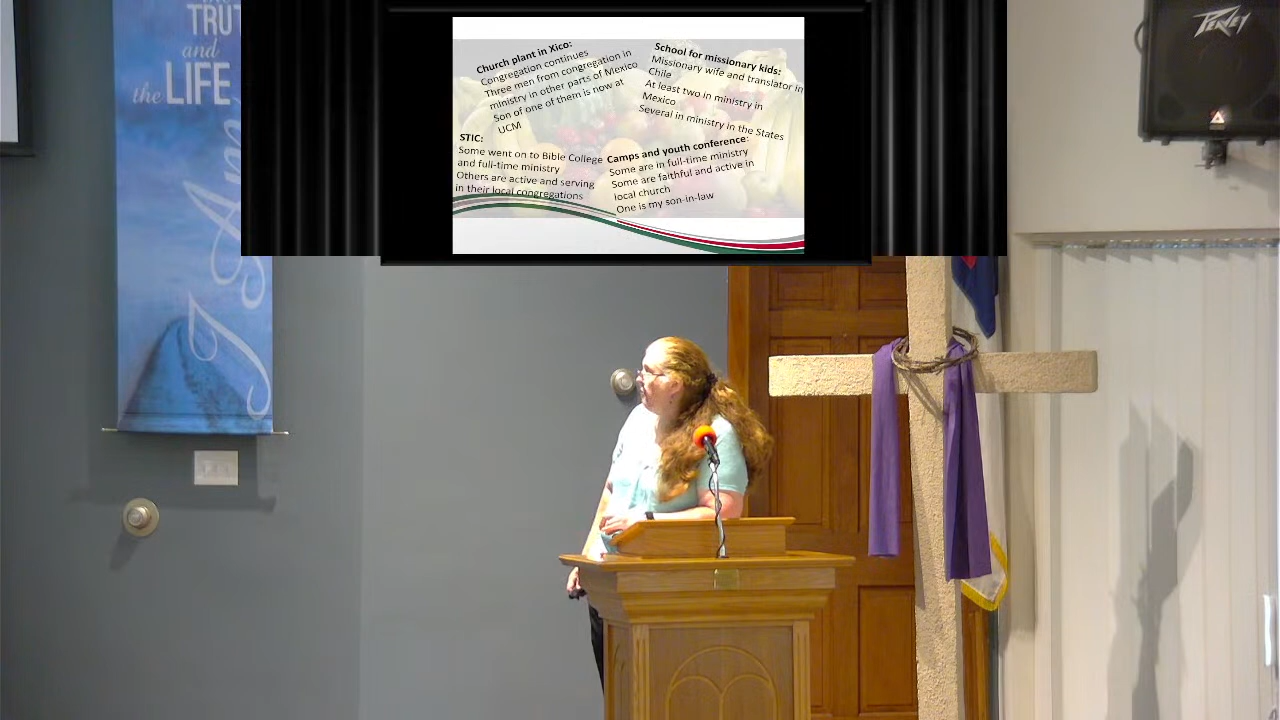 TRUT
and
the LIFE
I Am
Church plant in Xico:
Congregation continues
Three men from congregation in
ministry in other parts of Mexico
Son of one of them is now at
UCM
School for missionary kids:
Missionary wife and translator in
Chile
At least two in ministry in
Mexico
Several in ministry in the States
STIC:
Some went on to Bible College
and full-time ministry
Others are active and serving
in their local congregations
Camps and youth conference:
Some are in full-time ministry
Some are faithful and active in
local church
One is my son-in-law
PEAVEY